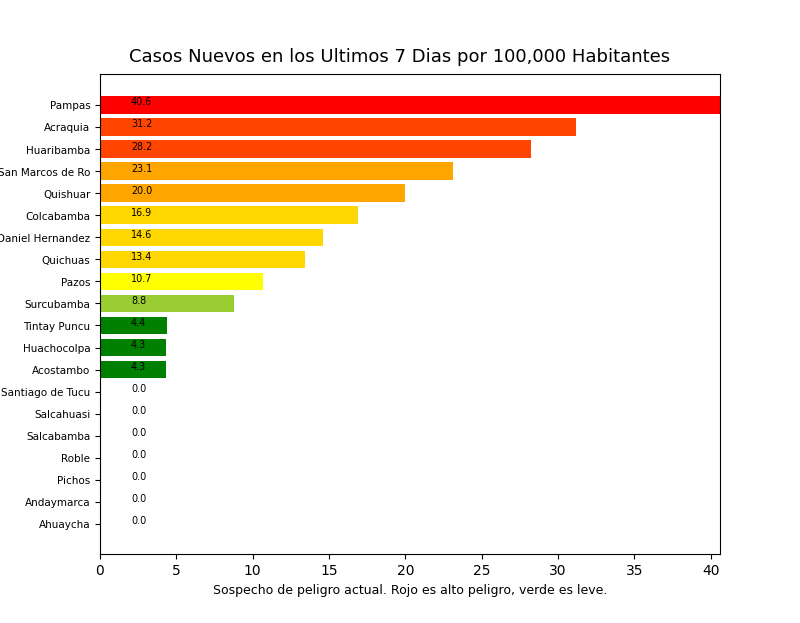 Casos Nuevos en los Ultimos 7 Dias por 100,000 Habitantes
Pampas 40.6
Acraquia 31.2
Huaribamba 28.2
San Marcos de Ro 23.1
Quishuar 20.0
Colcabamba 16.9
Daniel Hernandez 14.6
Quichuas 13.4
Pazos 10.7
Surcubamba 8.8
Tintay Puncu 4.4
Huachocolpa 4.3
Acostambo 4.3
Santiago de Tucu 0.0
Salcahuasi 0.0
Salcabamba 0.0
Roble 0.0
Pichos 0.0
Andaymarca 0.0
Ahuaycha 0.0
0 5 10 15 20 25 30 35 40
Sospecho de peligro actual. Rojo es alto peligro, verde es leve.